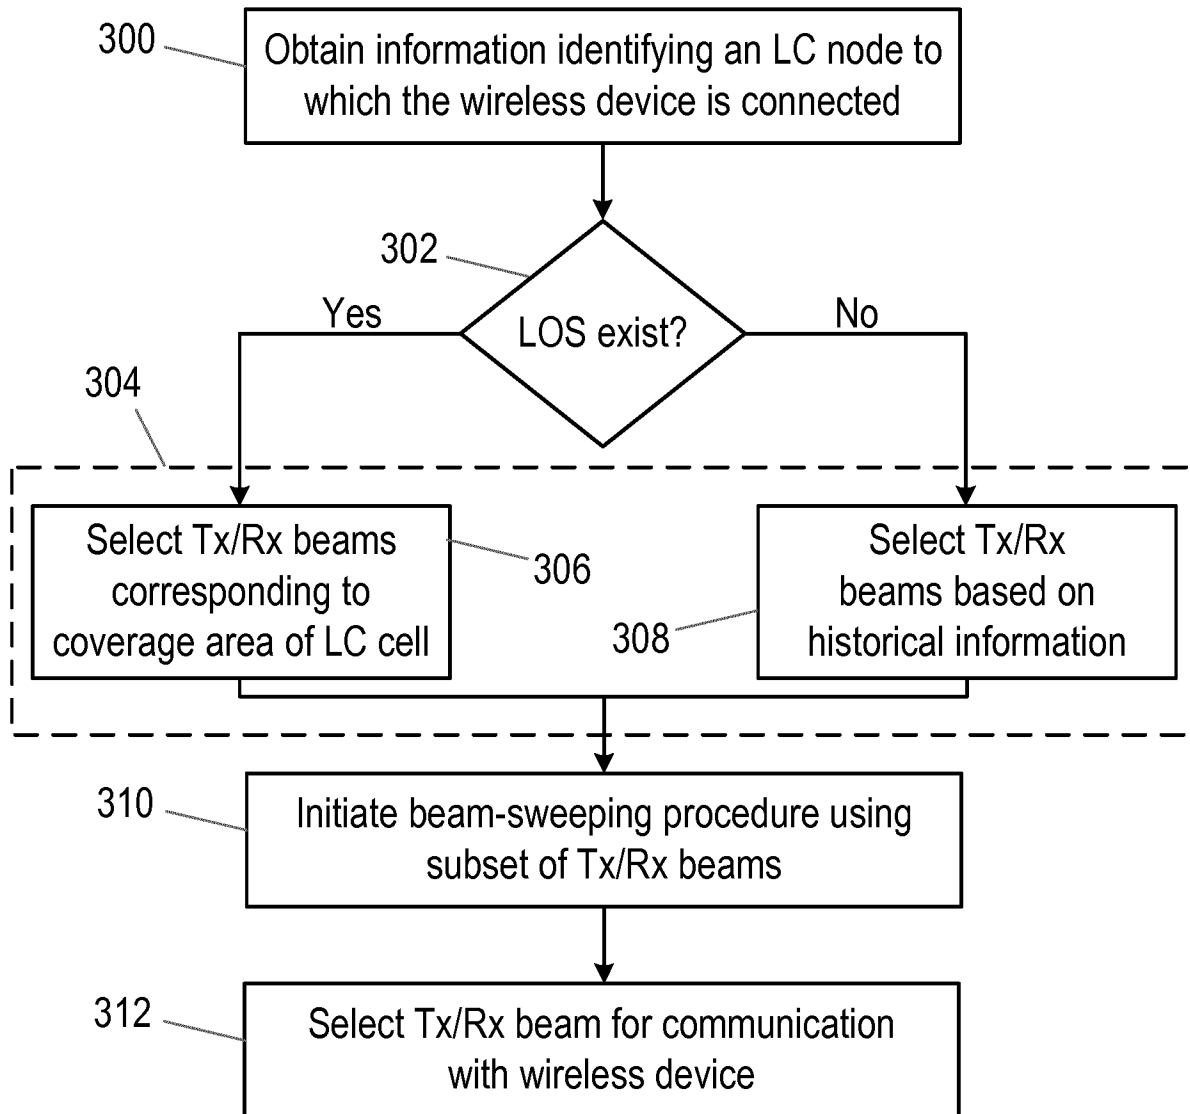 300
Obtain information identifying an LC node to
which the wireless device is connected
302
LOS exist?
Yes
No
304
Select Tx/Rx beams
corresponding to
coverage area of LC cell
306
Select Tx/Rx
beams based on
historical information
308
310
Initiate beam-sweeping procedure using
subset of Tx/Rx beams
312
Select Tx/Rx beam for communication
with wireless device